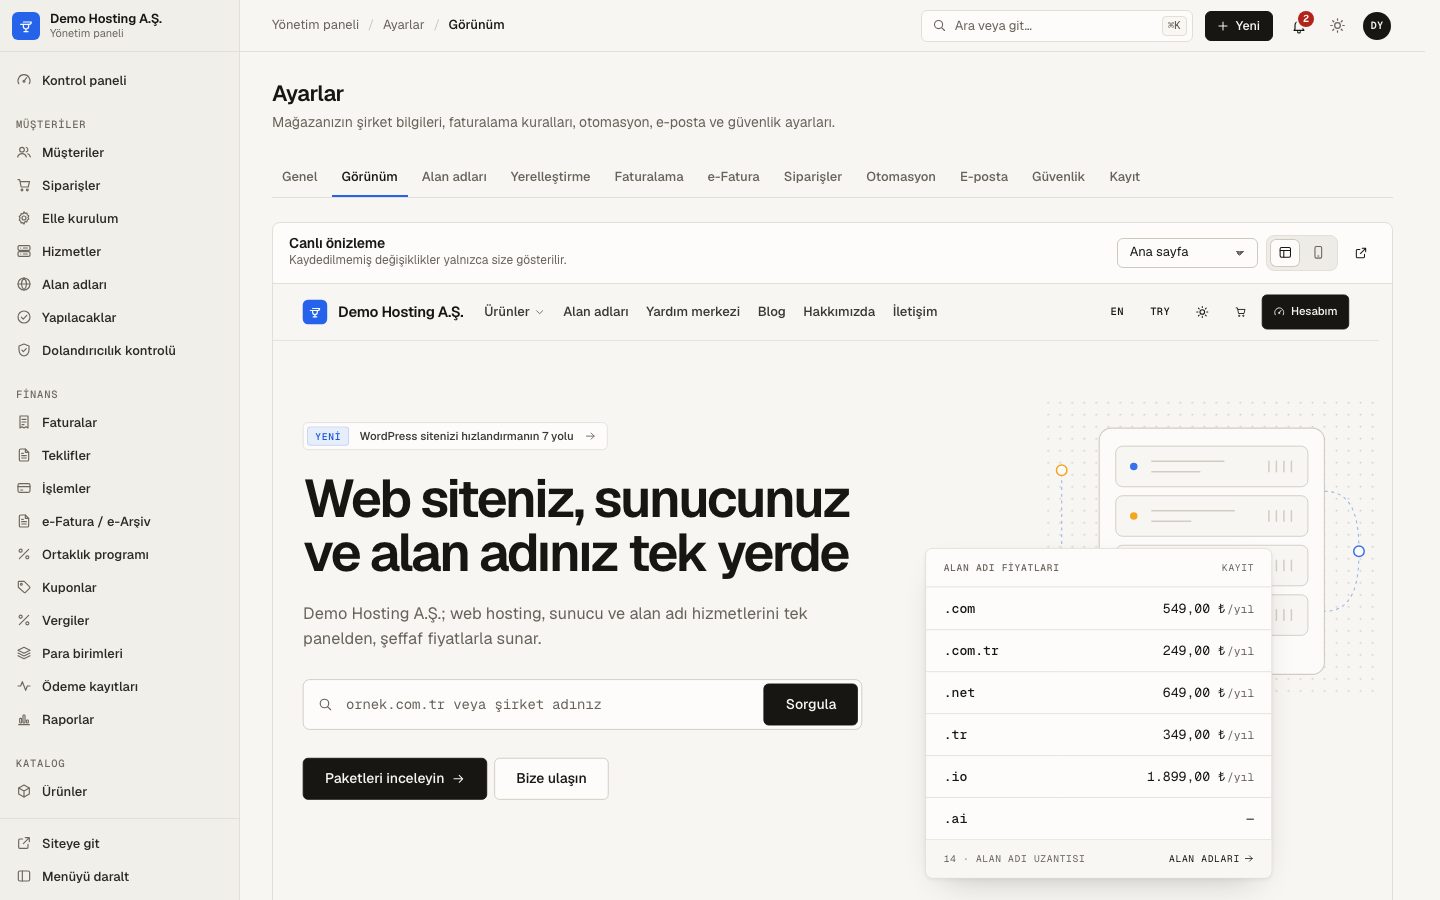 Demo Hosting A.Ş.
Yönetim paneli
Yönetim paneli / Ayarlar / Görünüm
Ara veya git...
⌘K
+ Yeni
2
DY
Kontrol paneli
MÜŞTERİLER
Müşteriler
Siparişler
Elle kurulum
Hizmetler
Alan adları
Yapılacaklar
Dolandırıcılık kontrolü
FİNANS
Faturalar
Teklifler
İşlemler
e-Fatura / e-Arşiv
Ortaklık programı
Kuponlar
Vergiler
Para birimleri
Ödeme kayıtları
Raporlar
KATALOG
Ürünler
Siteye git
Menüyü daralt
Ayarlar
Mağazanızın şirket bilgileri, faturalama kuralları, otomasyon, e-posta ve güvenlik ayarları.
Genel Görünüm Alan adları Yerelleştirme Faturalama e-Fatura Siparişler Otomasyon E-posta Güvenlik Kayıt
Canlı önizleme
Kaydedilmemiş değişiklikler yalnızca size gösterilir.
Ana sayfa
Demo Hosting A.Ş. Ürünler Alan adları Yardım merkezi Blog Hakkımızda İletişim EN TRY Hesabım
YENİ WordPress sitenizi hızlandırmanın 7 yolu →
Web siteniz, sunucunuz
ve alan adınız tek yerde
Demo Hosting A.Ş.; web hosting, sunucu ve alan adı hizmetlerini tek
panelden, şeffaf fiyatlarla sunar.
ornek.com.tr veya şirket adınız
Sorgula
Paketleri inceleyin →
Bize ulaşın
ALAN ADI FİYATLARI KAYIT
.com 549,00 ₺/yıl
.com.tr 249,00 ₺/yıl
.net 649,00 ₺/yıl
.tr 349,00 ₺/yıl
.io 1.899,00 ₺/yıl
.ai —
14 · ALAN ADI UZANTISI ALAN ADLARI →